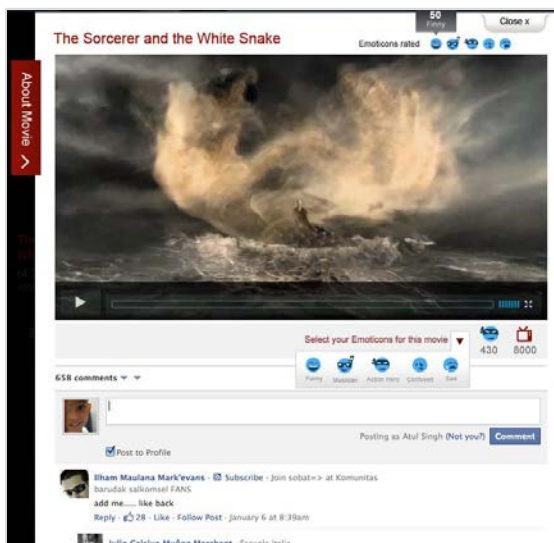 50
Funny
Close x
The Sorcerer and the White Snake
Emoticons rated
About Movie
Select your Emoticons for this movie
430 8000
Funny Musician Action Hero Confused Sad
658 comments
Posting as Atul Singh (Not you?) Comment
Post to Profile
Ilham Maulana Mark'evans · Subscribe · Join sobat=> at Komunitas
barudak salkomsel FANS
add me..... like back
Reply · 28 · Like · Follow Post · January 6 at 8:39am